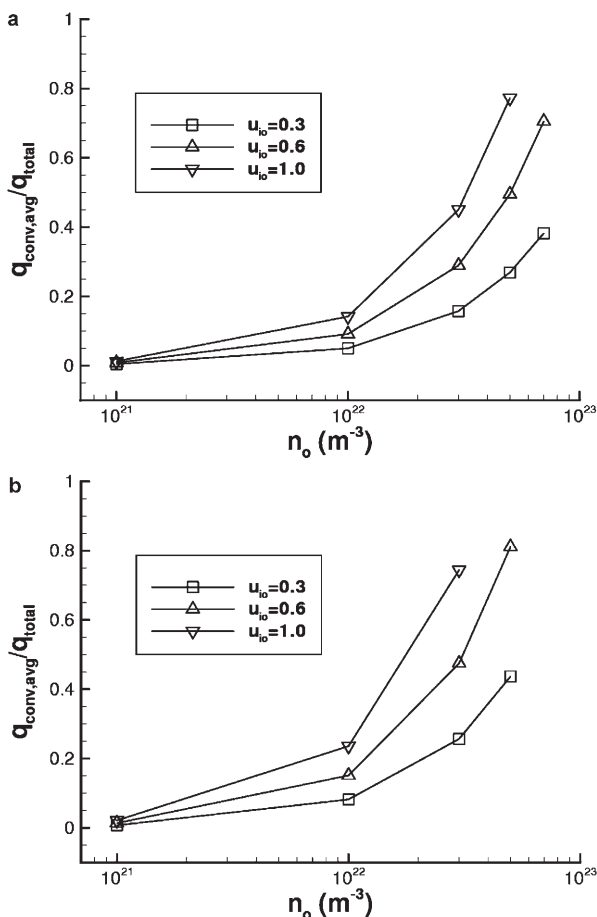 a
1
0.8
0.6
0.4
0.2
0
q_conv,avg/q_total
u_io=0.3
u_io=0.6
u_io=1.0
10^21
10^22
10^23
n_o (m^-3)
b
1
0.8
0.6
0.4
0.2
0
q_conv,avg/q_total
u_io=0.3
u_io=0.6
u_io=1.0
10^21
10^22
10^23
n_o (m^-3)